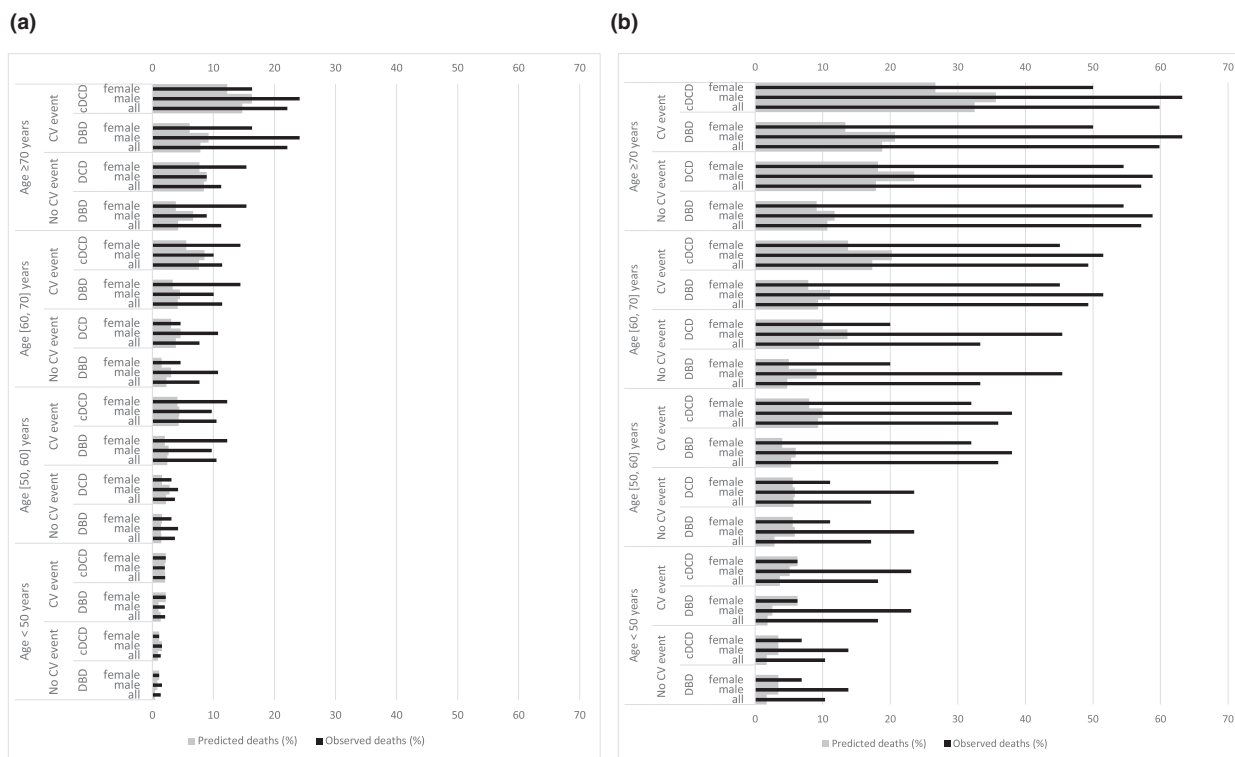 (a)
0 10 20 30 40 50 60 70
Age ≥70 years
CV event
cDCD
female
male
all
DBD
female
male
all
No CV event
DCD
female
male
all
DBD
female
male
all
Age [60, 70] years
CV event
cDCD
female
male
all
DBD
female
male
all
No CV event
DCD
female
male
all
DBD
female
male
all
Age [50, 60] years
CV event
cDCD
female
male
all
DBD
female
male
all
No CV event
DCD
female
male
all
DBD
female
male
all
Age < 50 years
CV event
cDCD
female
male
all
DBD
female
male
all
No CV event
cDCD
female
male
all
DBD
female
male
all
0 10 20 30 40 50 60 70
Predicted deaths (%) Observed deaths (%)
(b)
0 10 20 30 40 50 60 70
Age ≥70 years
CV event
cDCD
female
male
all
DBD
female
male
all
No CV event
DCD
female
male
all
DBD
female
male
all
Age [60, 70] years
CV event
cDCD
female
male
all
DBD
female
male
all
No CV event
DCD
female
male
all
DBD
female
male
all
Age [50, 60] years
CV event
cDCD
female
male
all
DBD
female
male
all
No CV event
DCD
female
male
all
DBD
female
male
all
Age < 50 years
CV event
cDCD
female
male
all
DBD
female
male
all
No CV event
cDCD
female
male
all
DBD
female
male
all
0 10 20 30 40 50 60 70
Predicted deaths (%) Observed deaths (%)